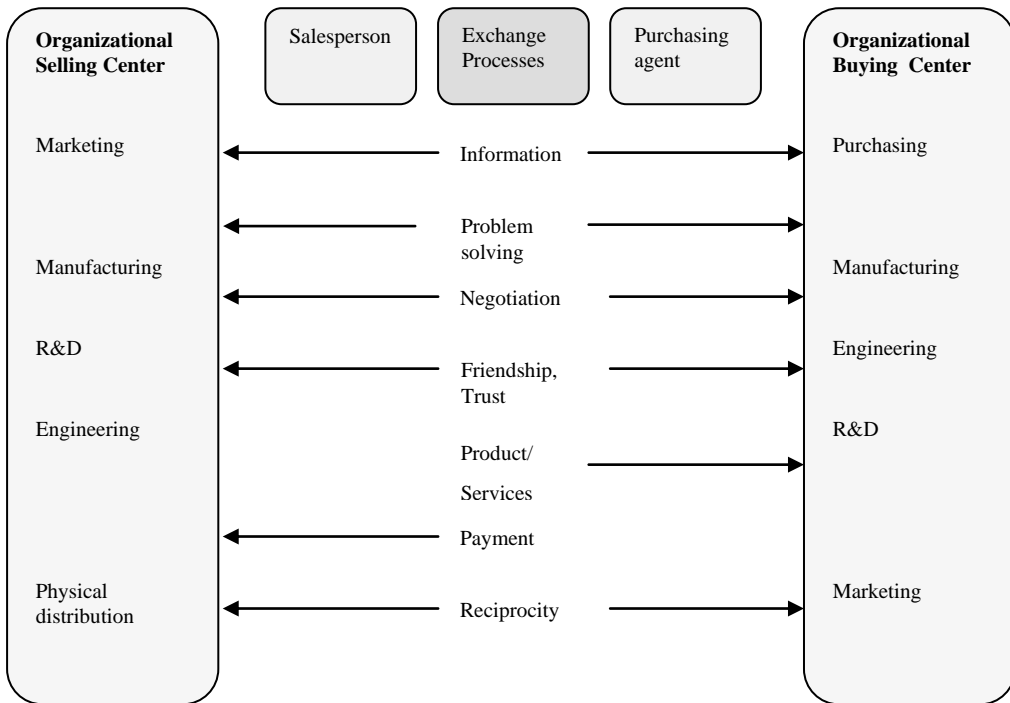 Organizational
Selling Center
Salesperson
Exchange
Processes
Purchasing
agent
Organizational
Buying Center
Marketing
Information
Purchasing
Problem
solving
Manufacturing
Manufacturing
Negotiation
R&D
Engineering
Friendship,
Trust
Engineering
R&D
Product/
Services
Payment
Physical
distribution
Reciprocity
Marketing